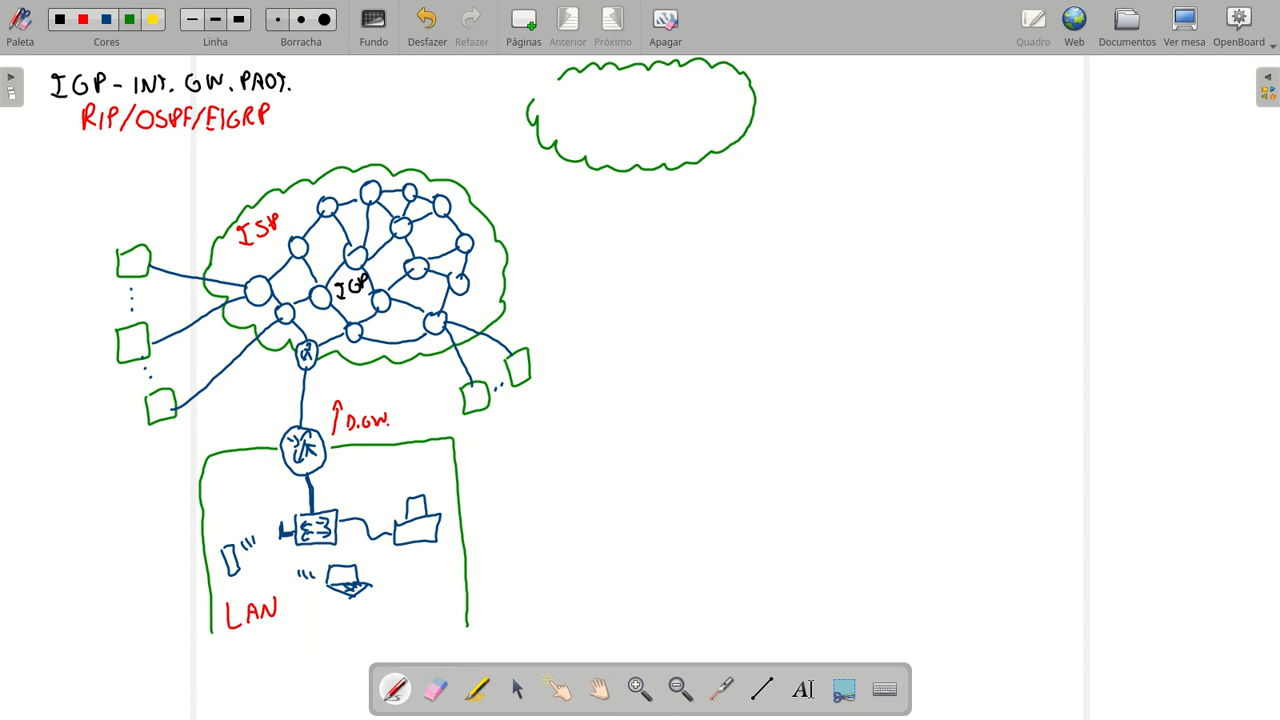 Paleta
Cores
Linha
Borracha
Fundo
Desfazer
Refazer
Páginas
Anterior
Próximo
Apagar
Quadro
Web
Documentos
Ver mesa
OpenBoard
IGP - INT. GW. PROT.
RIP/OSPF/EIGRP
ISP
IGP
R
D.GW.
LAN
AI